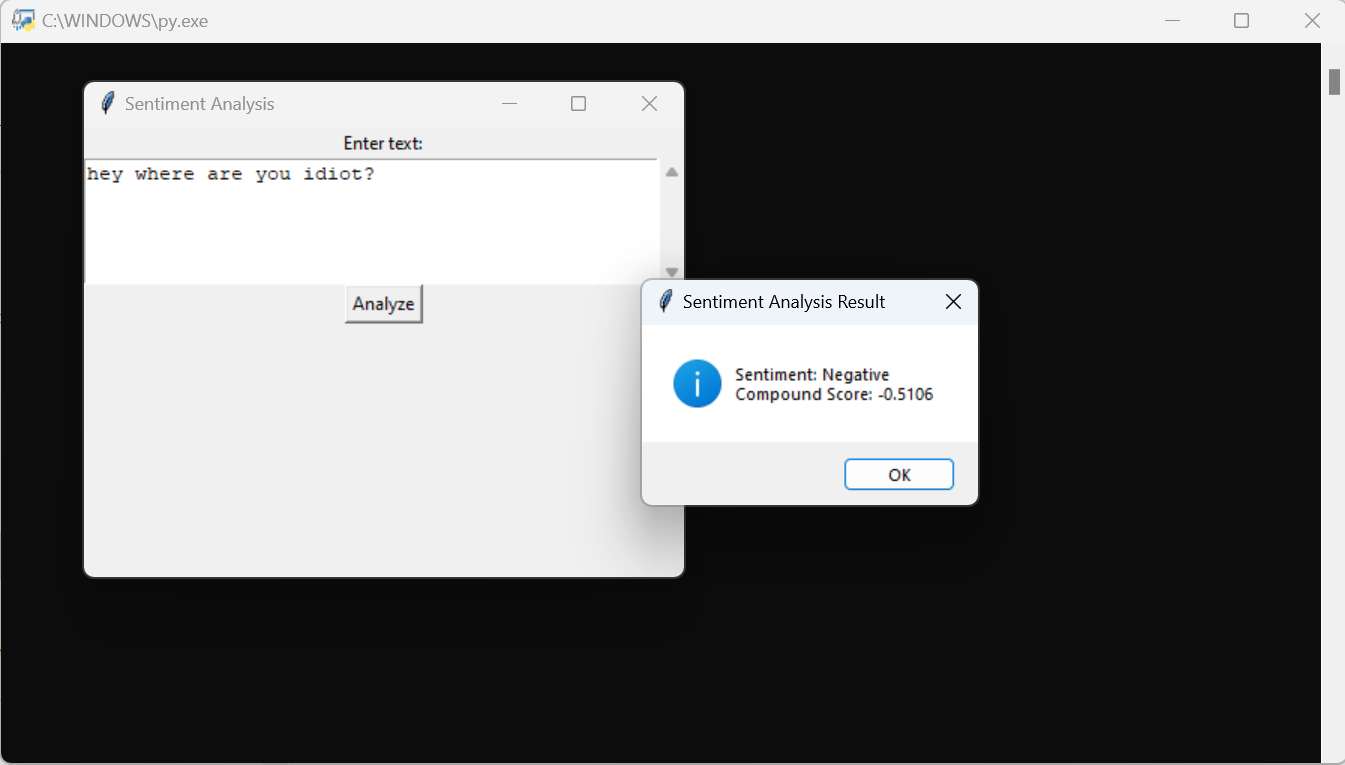 C:\WINDOWS\py.exe
Sentiment Analysis
Enter text:
hey where are you idiot?
Analyze
Sentiment Analysis Result
Sentiment: Negative
Compound Score: -0.5106
OK